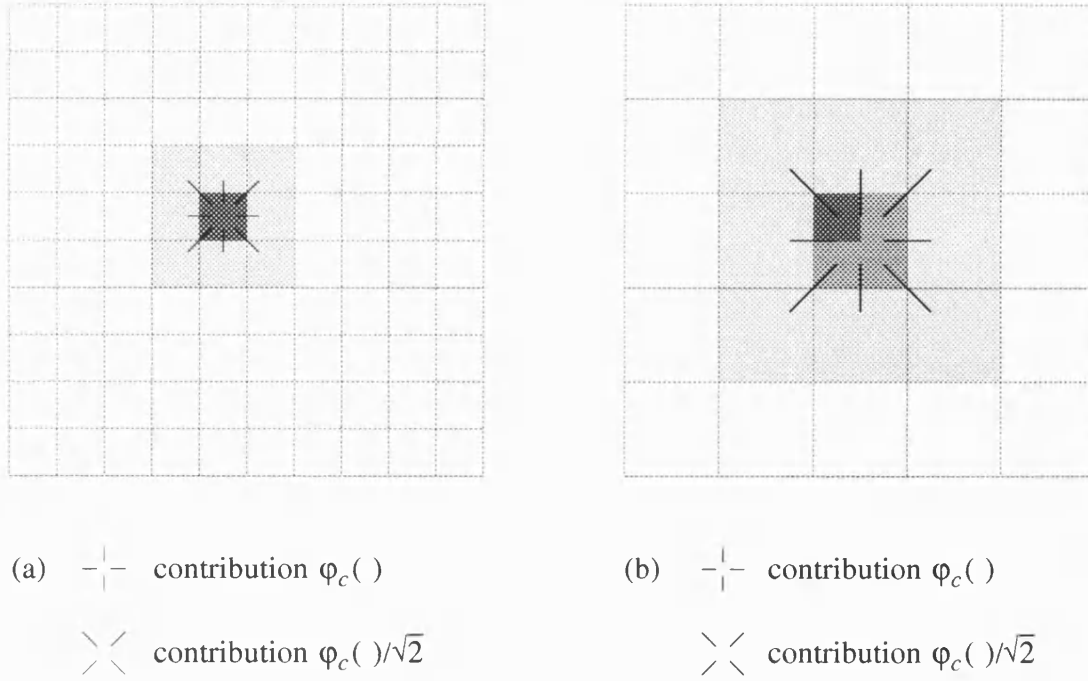 (a) contribution φ_c( )
contribution φ_c( )/√2
(b) contribution φ_c( )
contribution φ_c( )/√2